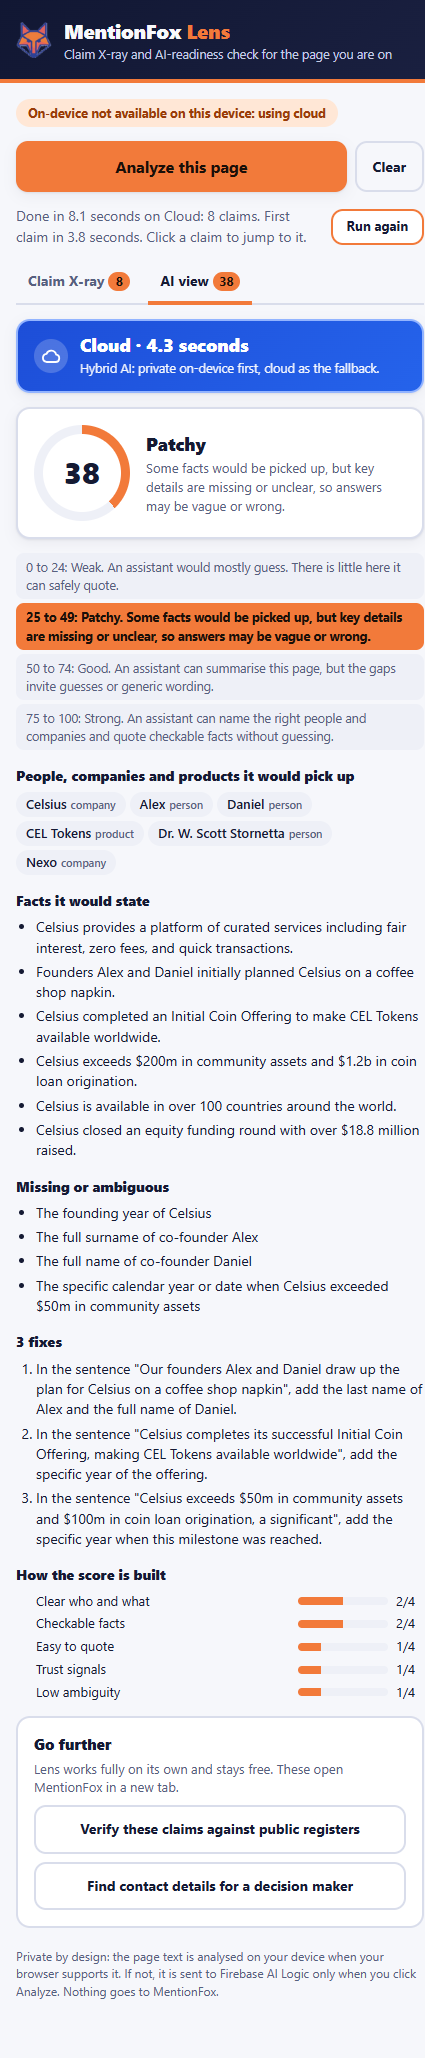 MentionFox Lens
Claim X-ray and AI-readiness check for the page you are on
On-device not available on this device: using cloud
Analyze this page
Clear
Done in 8.1 seconds on Cloud: 8 claims. First
claim in 3.8 seconds. Click a claim to jump to it.
Run again
Claim X-ray 8
AI view 38
Cloud · 4.3 seconds
Hybrid AI: private on-device first, cloud as the fallback.
38
Patchy
Some facts would be picked up, but key
details are missing or unclear, so answers
may be vague or wrong.
0 to 24: Weak. An assistant would mostly guess. There is little here it
can safely quote.
25 to 49: Patchy. Some facts would be picked up, but key details
are missing or unclear, so answers may be vague or wrong.
50 to 74: Good. An assistant can summarise this page, but the gaps
invite guesses or generic wording.
75 to 100: Strong. An assistant can name the right people and
companies and quote checkable facts without guessing.
People, companies and products it would pick up
Celsius company
Alex person
Daniel person
CEL Tokens product
Dr. W. Scott Stornetta person
Nexo company
Facts it would state
• Celsius provides a platform of curated services including fair
interest, zero fees, and quick transactions.
• Founders Alex and Daniel initially planned Celsius on a coffee
shop napkin.
• Celsius completed an Initial Coin Offering to make CEL Tokens
available worldwide.
• Celsius exceeds $200m in community assets and $1.2b in coin
loan origination.
• Celsius is available in over 100 countries around the world.
• Celsius closed an equity funding round with over $18.8 million
raised.
Missing or ambiguous
• The founding year of Celsius
• The full surname of co-founder Alex
• The full name of co-founder Daniel
• The specific calendar year or date when Celsius exceeded
$50m in community assets
3 fixes
1. In the sentence "Our founders Alex and Daniel draw up the
plan for Celsius on a coffee shop napkin", add the last name of
Alex and the full name of Daniel.
2. In the sentence "Celsius completes its successful Initial Coin
Offering, making CEL Tokens available worldwide", add the
specific year of the offering.
3. In the sentence "Celsius exceeds $50m in community assets
and $100m in coin loan origination, a significant", add the
specific year when this milestone was reached.
How the score is built
Clear who and what 2/4
Checkable facts 2/4
Easy to quote 1/4
Trust signals 1/4
Low ambiguity 1/4
Go further
Lens works fully on its own and stays free. These open
MentionFox in a new tab.
Verify these claims against public registers
Find contact details for a decision maker
Private by design: the page text is analysed on your device when your
browser supports it. If not, it is sent to Firebase AI Logic only when you click
Analyze. Nothing goes to MentionFox.